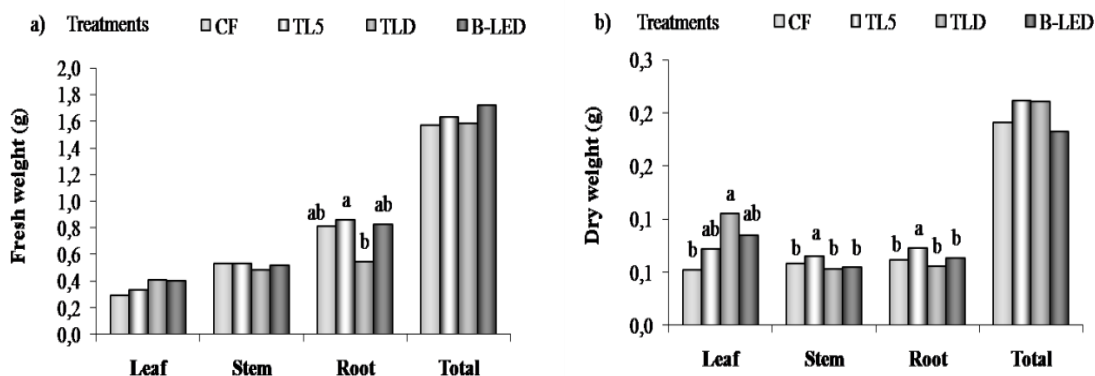 a) Treatments CF TL5 TLD B-LED
Fresh weight (g)
2,0
1,8
1,6
1,4
1,2
1,0
0,8
0,6
0,4
0,2
0,0
ab a b ab
Leaf Stem Root Total
b) Treatments CF TL5 TLD B-LED
Dry weight (g)
0,3
0,2
0,2
0,1
0,1
0,0
b ab a ab
b a b b
b a b b
Leaf Stem Root Total